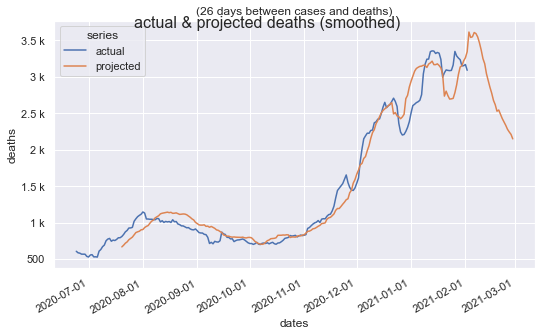 (26 days between cases and deaths)
actual & projected deaths (smoothed)
series
actual
projected
3.5 k
3 k
2.5 k
2 k
1.5 k
1 k
500
deaths
2020-07-01
2020-08-01
2020-09-01
2020-10-01
2020-11-01
2020-12-01
2021-01-01
2021-02-01
2021-03-01
dates